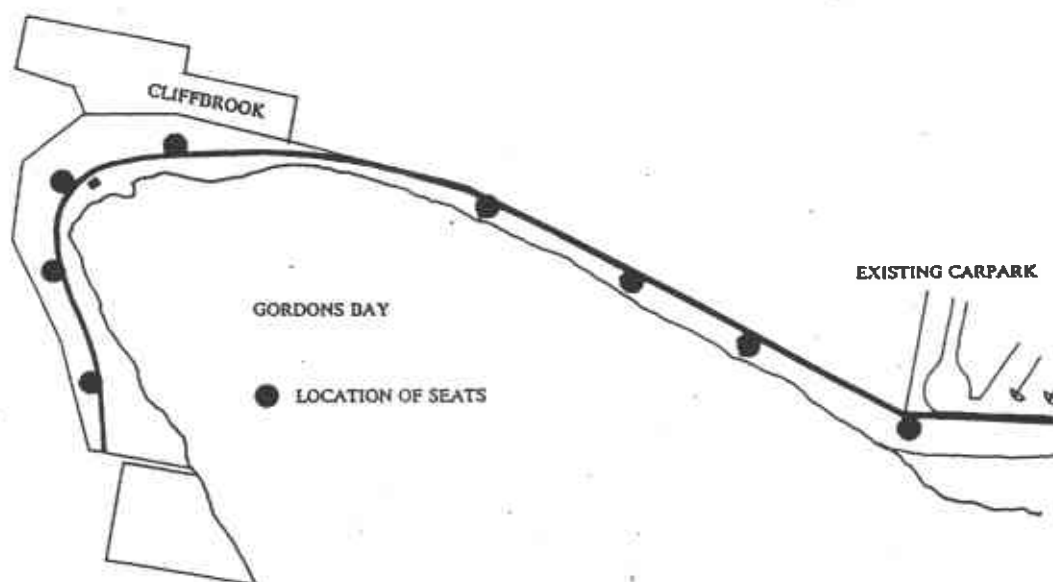 CLIFFBROOK
EXISTING CARPARK
GORDONS BAY
LOCATION OF SEATS